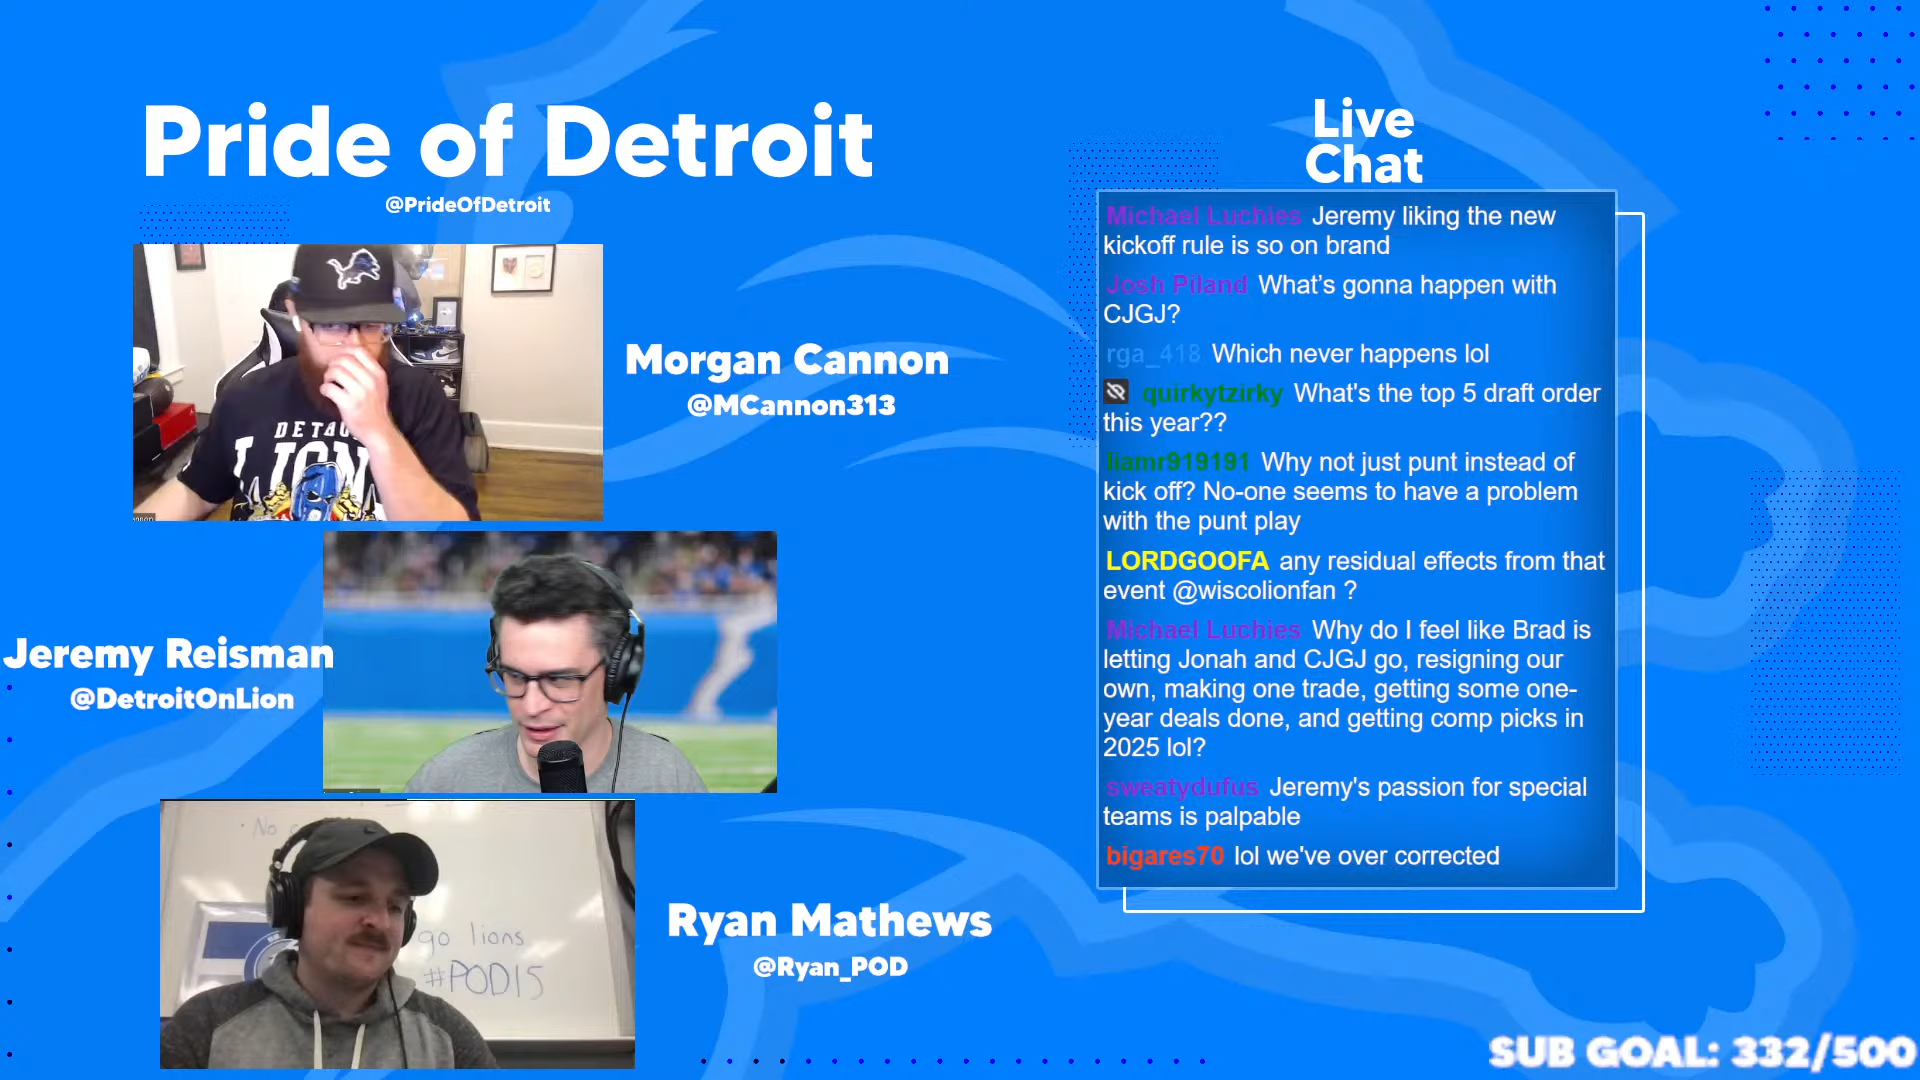 Pride of Detroit
@PrideOfDetroit
Live
Chat
Michael Luchies Jeremy liking the new
kickoff rule is so on brand
Josh Piland What's gonna happen with
CJGJ?
rga_418 Which never happens lol
quirkytzirky What's the top 5 draft order
this year??
liamr919191 Why not just punt instead of
kick off? No-one seems to have a problem
with the punt play
LORDGOOFA any residual effects from that
event @wiscolionfan ?
Michael Luchies Why do I feel like Brad is
letting Jonah and CJGJ go, resigning our
own, making one trade, getting some one-
year deals done, and getting comp picks in
2025 lol?
sweatydufus Jeremy's passion for special
teams is palpable
bigares70 lol we've over corrected
Morgan Cannon
@MCannon313
Jeremy Reisman
@DetroitOnLion
Ryan Mathews
@Ryan_POD
No
go lions
#POD15
SUB GOAL: 332/500